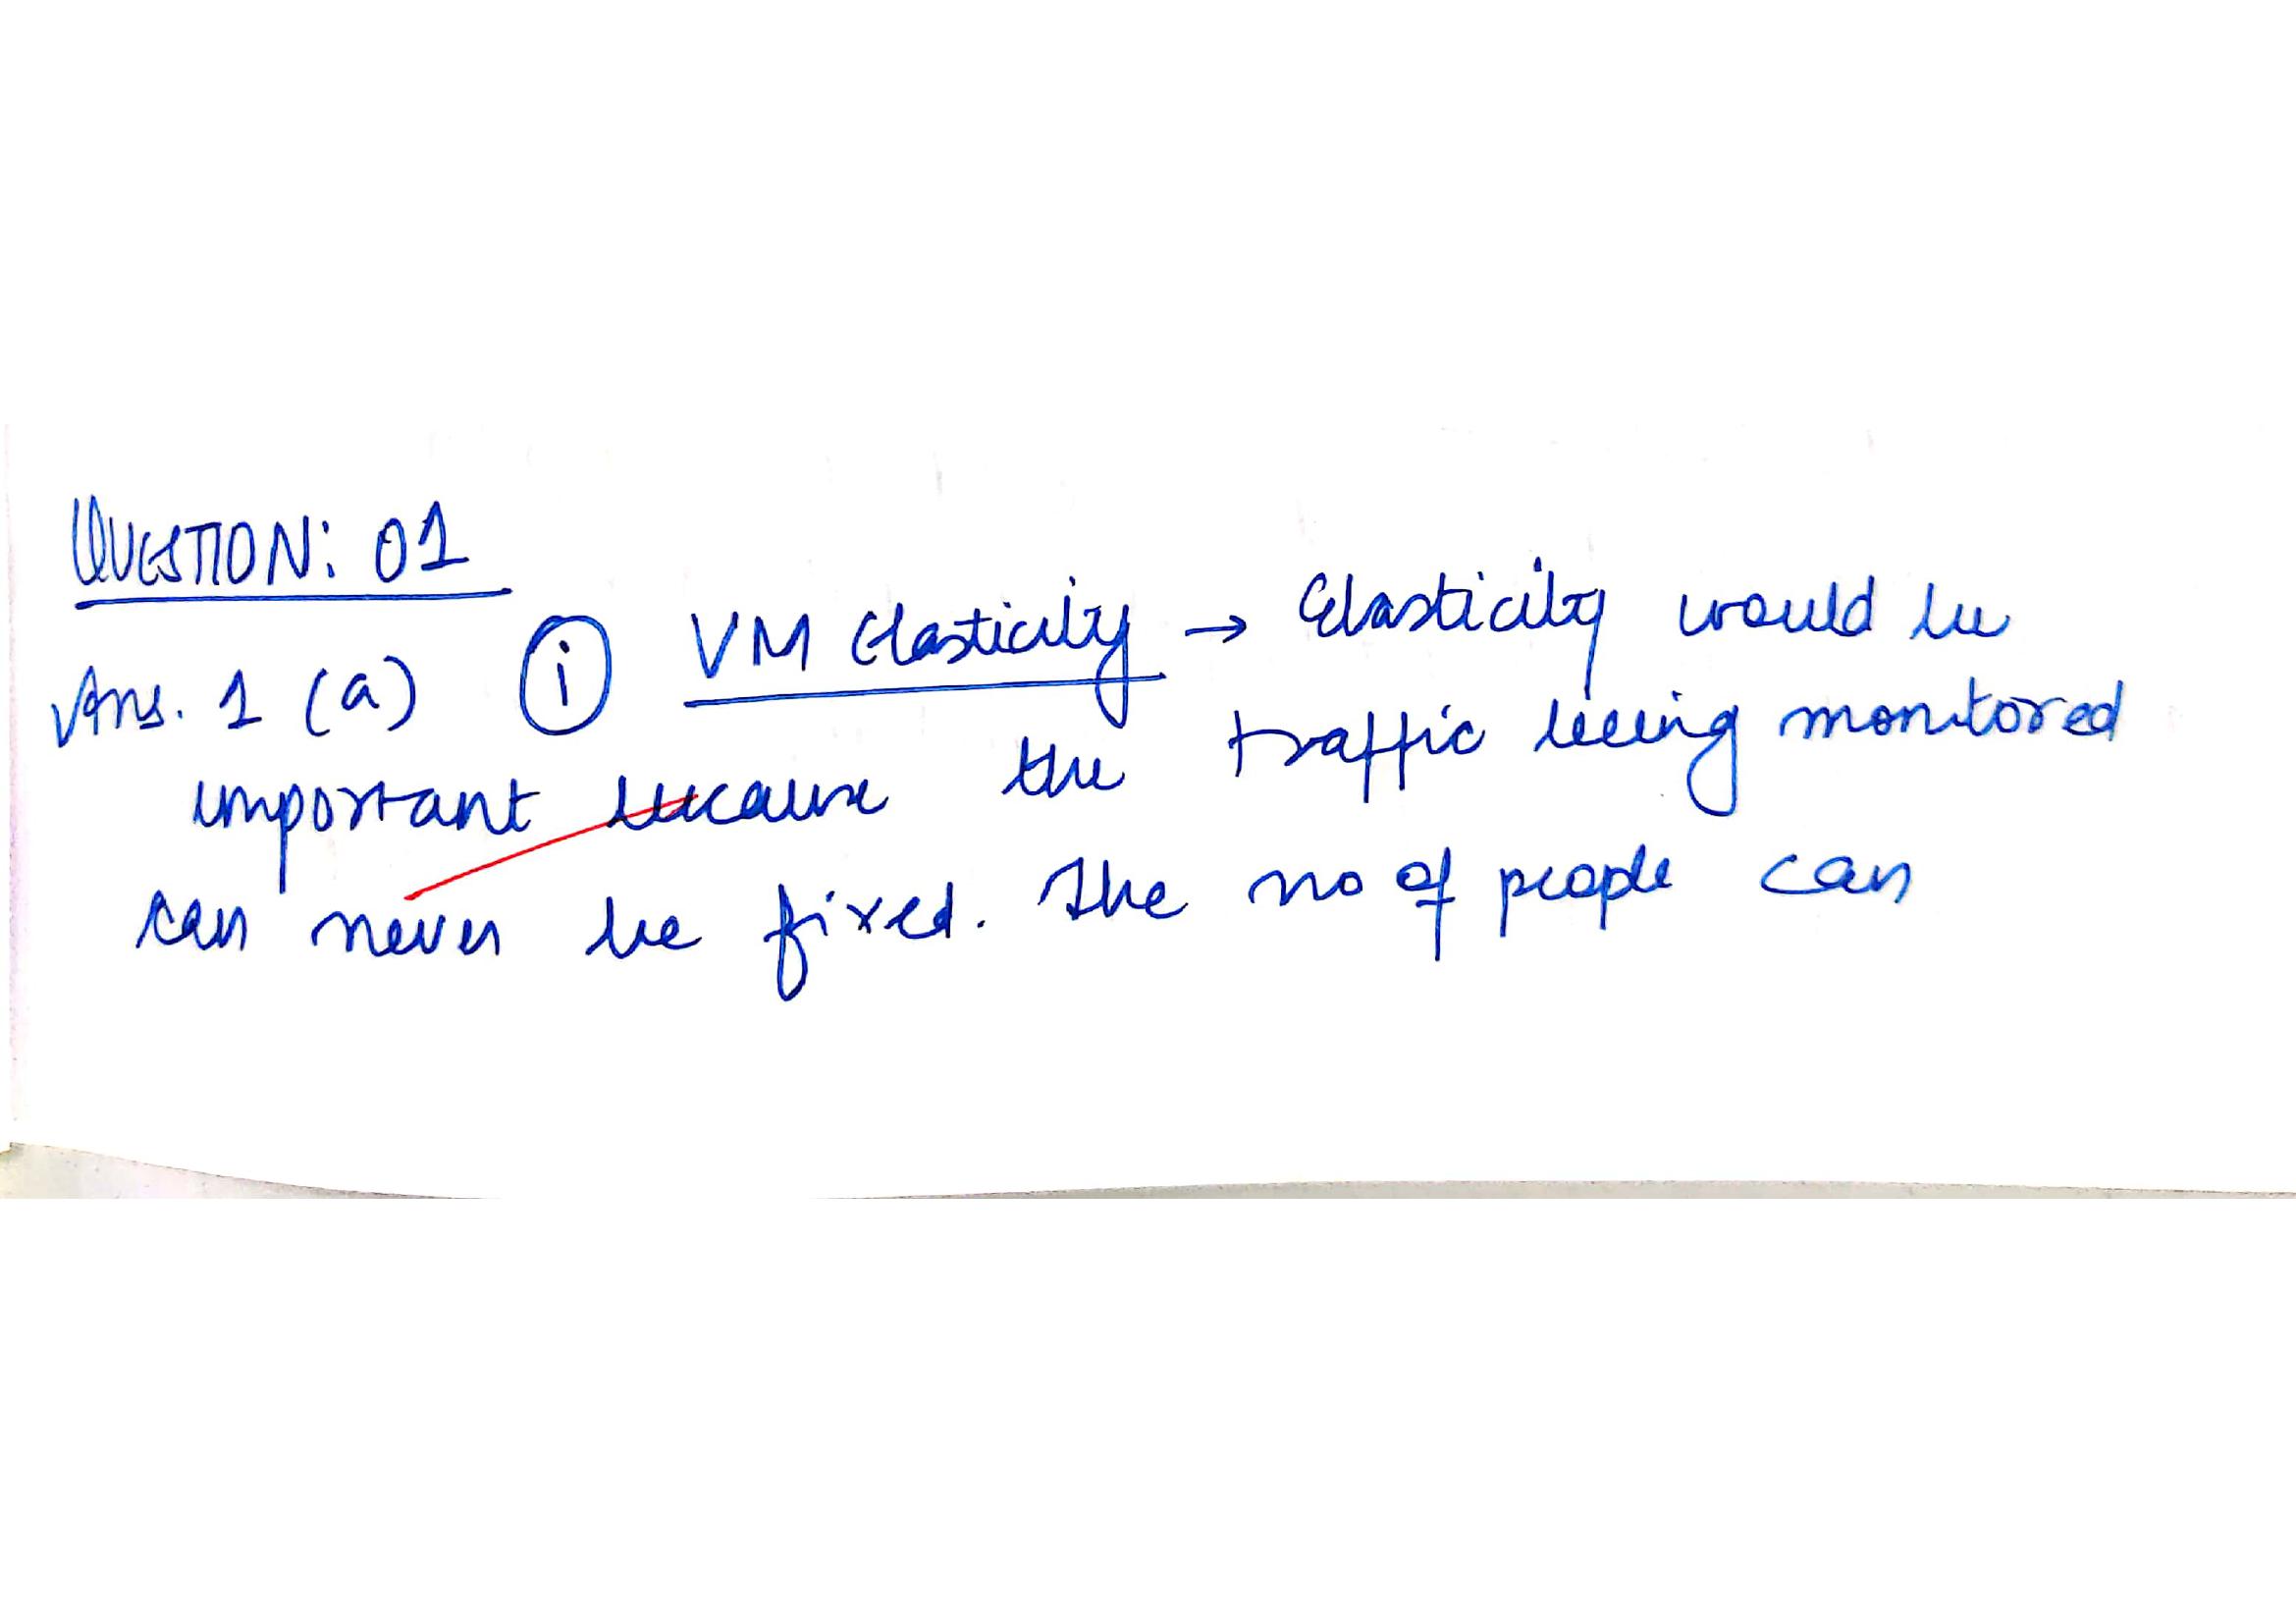 QUESTION: 01
Ans. 1 (a) (i) VM Elasticity → Elasticity would be
important because the traffic being monitored
can never be fixed. The no of people can